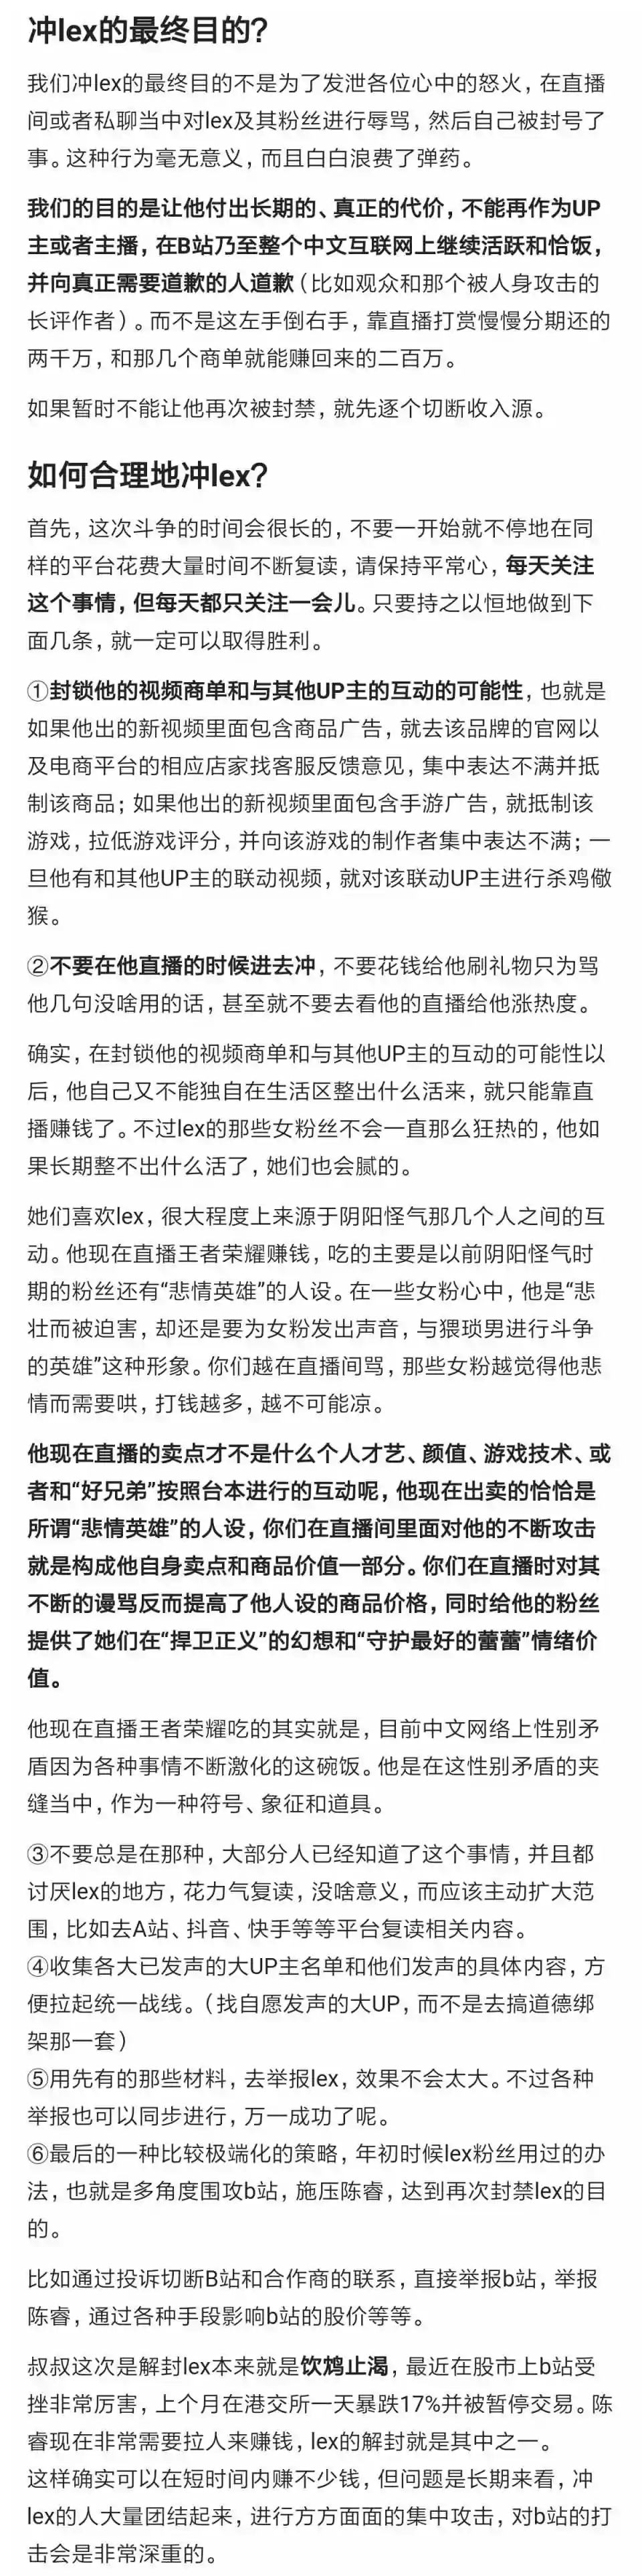 冲lex的最终目的?
我们冲lex的最终目的不是为了发泄各位心中的怒火，在直播
间或者私聊当中对lex及其粉丝进行辱骂，然后自己被封号了
事。这种行为毫无意义，而且白白浪费了弹药。
我们的目的是让他付出长期的、真正的代价，不能再作为UP
主或者主播，在B站乃至整个中文互联网上继续活跃和恰饭，
并向真正需要道歉的人道歉（比如观众和那个被人身攻击的
长评作者）。而不是这左手倒右手，靠直播打赏慢慢分期还的
两千万，和那几个商单就能赚回来的二百万。
如果暂时不能让他再次被封禁，就先逐个切断收入源。
如何合理地冲lex?
首先，这次斗争的时间会很长的，不要一开始就不停地在同
样的平台花费大量时间不断复读，请保持平常心，每天关注
这个事情，但每天都只关注一会儿。只要持之以恒地做到下
面几条，就一定可以取得胜利。
①封锁他的视频商单和与其他UP主的互动的可能性，也就是
如果他出的新视频里面包含商品广告，就去该品牌的官网以
及电商平台的相应店家找客服反馈意见，集中表达不满并抵
制该商品；如果他出的新视频里面包含手游广告，就抵制该
游戏，拉低游戏评分，并向该游戏的制作者集中表达不满；一
旦他有和其他UP主的联动视频，就对该联动UP主进行杀鸡儆
猴。
②不要在他直播的时候进去冲，不要花钱给他刷礼物只为骂
他几句没啥用的话，甚至就不要去看他的直播给他涨热度。
确实，在封锁他的视频商单和与其他UP主的互动的可能性以
后，他自己又不能独自在生活区整出什么活来，就只能靠直
播赚钱了。不过lex的那些女粉丝不会一直那么狂热的，他如
果长期整不出什么活了，她们也会腻的。
她们喜欢lex，很大程度上来源于阴阳怪气那几个人之间的互
动。他现在直播王者荣耀赚钱，吃的主要是以前阴阳怪气时
期的粉丝还有“悲情英雄”的人设。在一些女粉心中，他是“悲
壮而被迫害，却还是要为女粉发出声音，与猥琐男进行斗争
的英雄”这种形象。你们越在直播间骂，那些女粉越觉得他悲
情而需要哄，打钱越多，越不可能凉。
他现在直播的卖点才不是什么个人才艺、颜值、游戏技术、或
者和“好兄弟”按照台本进行的互动呢，他现在出卖的恰恰是
所谓“悲情英雄”的人设，你们在直播间里面对他的不断攻击
就是构成他自身卖点和商品价值一部分。你们在直播时对其
不断的谩骂反而提高了他人设的商品价格，同时给他的粉丝
提供了她们在“捍卫正义”的幻想和“守护最好的蕾蕾”情绪价
值。
他现在直播王者荣耀吃的其实就是，目前中文网络上性别矛
盾因为各种事情不断激化的这碗饭。他是在这性别矛盾的夹
缝当中，作为一种符号、象征和道具。
③不要总是在那种，大部分人已经知道了这个事情，并且都
讨厌lex的地方，花力气复读，没啥意义，而应该主动扩大范
围，比如去A站、抖音、快手等等平台复读相关内容。
④收集各大已发声的大UP主名单和他们发声的具体内容，方
便拉起统一战线。（找自愿发声的大UP，而不是去搞道德绑
架那一套）
⑤用先有的那些材料，去举报lex，效果不会太大。不过各种
举报也可以同步进行，万一成功了呢。
⑥最后的一种比较极端化的策略，年初时候lex粉丝用过的办
法，也就是多角度围攻b站，施压陈睿，达到再次封禁lex的目
的。
比如通过投诉切断B站和合作商的联系，直接举报b站，举报
陈睿，通过各种手段影响b站的股价等等。
叔叔这次是解封lex本来就是饮鸩止渴，最近在股市上b站受
挫非常厉害，上个月在港交所一天暴跌17%并被暂停交易。陈
睿现在非常需要拉人来赚钱，lex的解封就是其中之一。
这样确实可以在短时间内赚不少钱，但问题是长期来看，冲
lex的人大量团结起来，进行方方面面的集中攻击，对b站的打
击会是非常深重的。